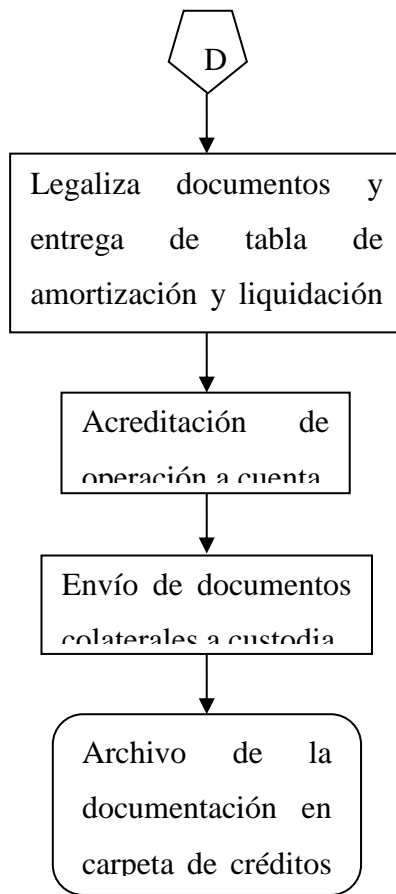 D
Legaliza documentos y
entrega de tabla de
amortización y liquidación
Acreditación de
operación a cuenta
Envío de documentos
colaterales a custodia
Archivo de la
documentación en
carpeta de créditos